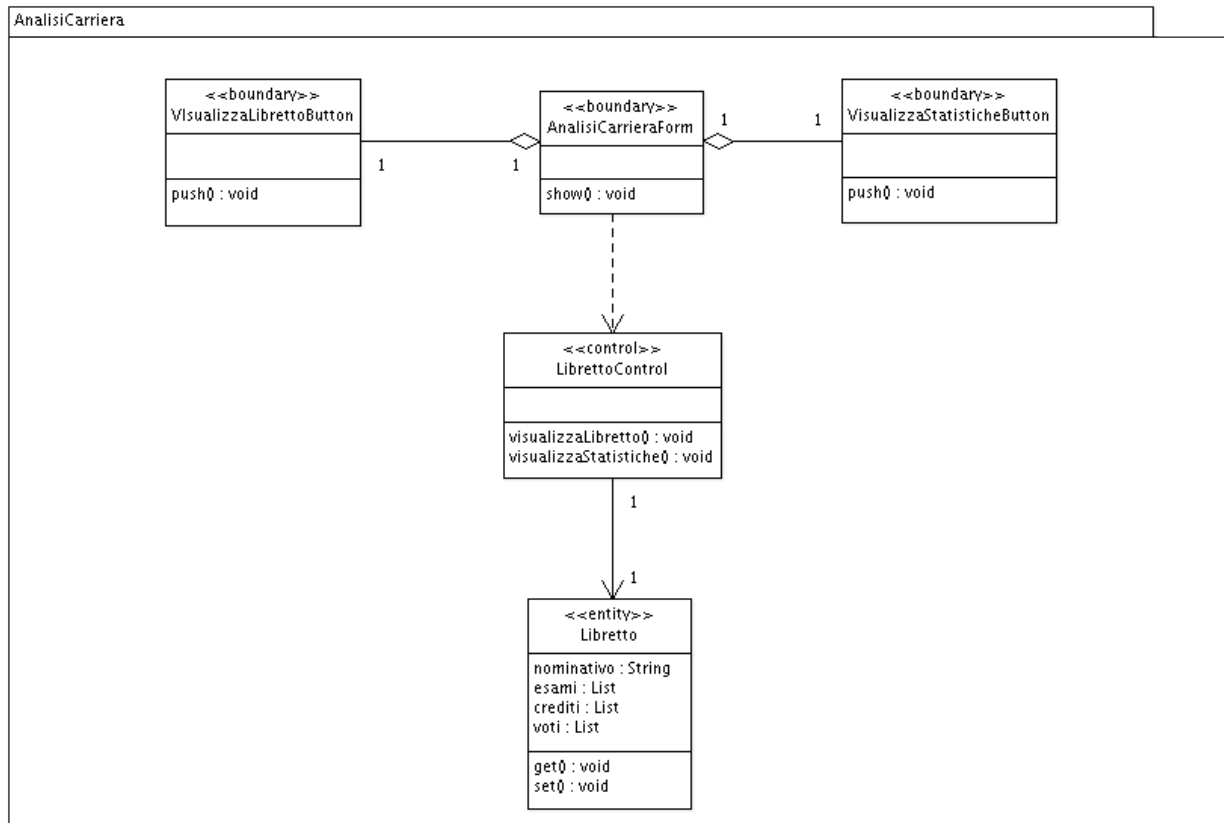 AnalisiCarriera
<<boundary>>
VIsualizzaLibrettoButton
push() : void
1
1
<<boundary>>
AnalisiCarrieraForm
show() : void
1
1
<<boundary>>
VisualizzaStatisticheButton
push() : void
<<control>>
LibrettoControl
visualizzaLibretto() : void
visualizzaStatistiche() : void
1
1
<<entity>>
Libretto
nominativo : String
esami : List
crediti : List
voti : List
get() : void
set() : void